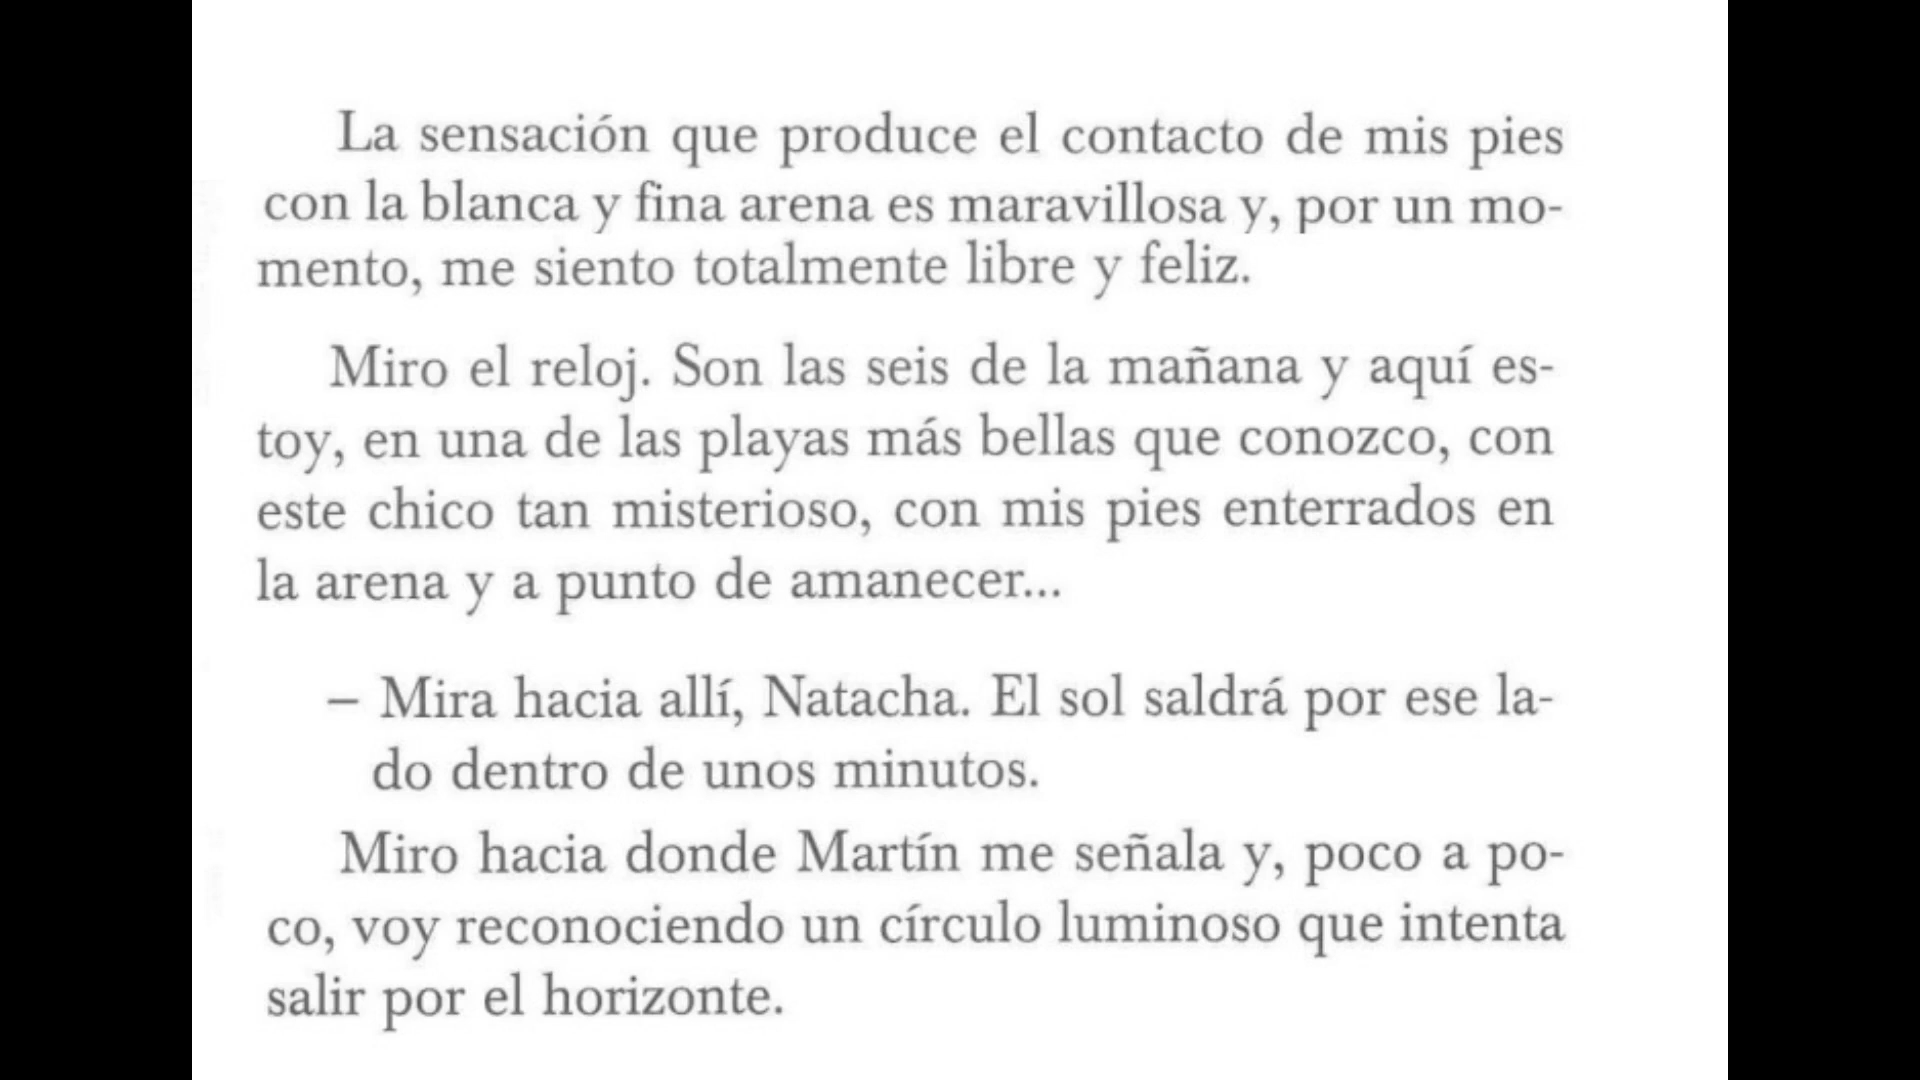 La sensación que produce el contacto de mis pies
con la blanca y fina arena es maravillosa y, por un mo-
mento, me siento totalmente libre y feliz.
Miro el reloj. Son las seis de la mañana y aquí es-
toy, en una de las playas más bellas que conozco, con
este chico tan misterioso, con mis pies enterrados en
la arena y a punto de amanecer...
– Mira hacia allí, Natacha. El sol saldrá por ese la-
do dentro de unos minutos.
Miro hacia donde Martín me señala y, poco a po-
co, voy reconociendo un círculo luminoso que intenta
salir por el horizonte.